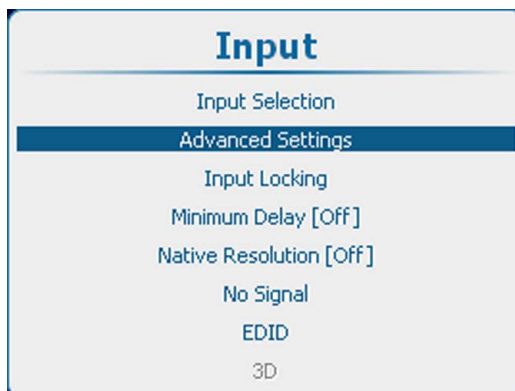 Input
Input Selection
Advanced Settings
Input Locking
Minimum Delay [Off]
Native Resolution [Off]
No Signal
EDID
3D